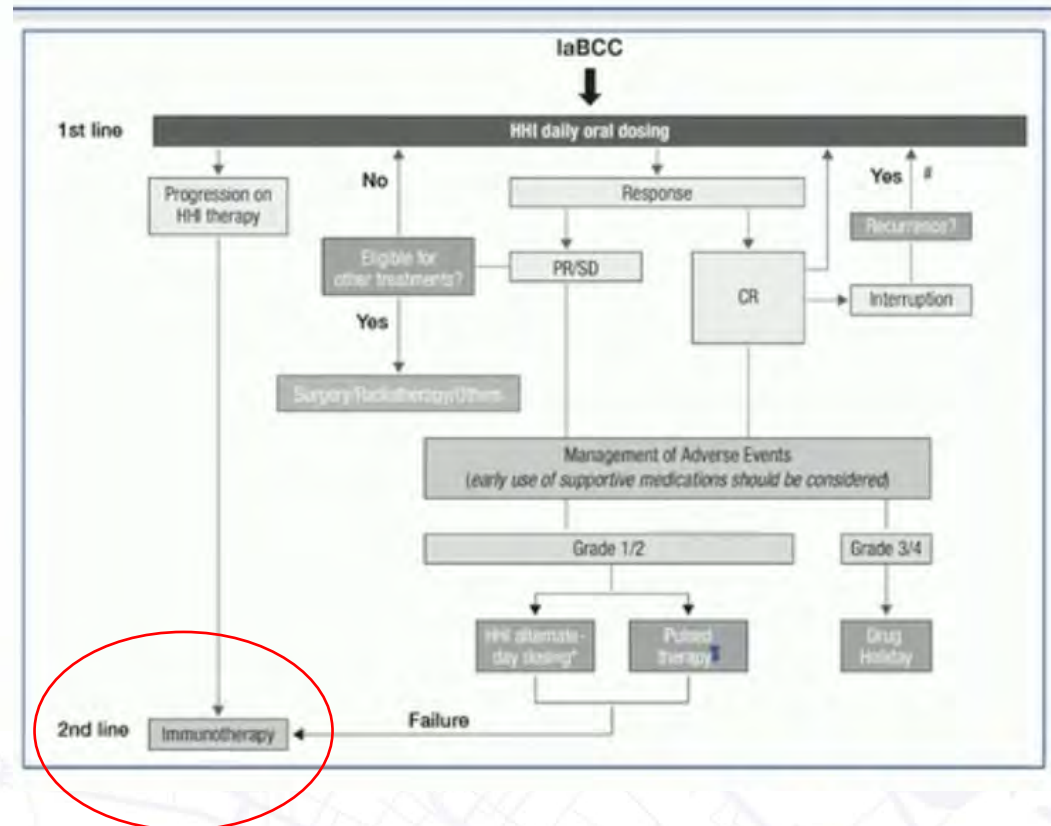 laBCC
1st line
HHI daily oral dosing
Progression on
HHI therapy
No
Response
Yes #
Recurrence?
Eligible for
other treatments?
PR/SD
CR
Interruption
Yes
Surgery/Radiotherapy/Others
Management of Adverse Events
(early use of supportive medications should be considered)
Grade 1/2
Grade 3/4
HHI alternate-
day dosing*
Pulsed
therapy
Drug
Holiday
Failure
2nd line
Immunotherapy